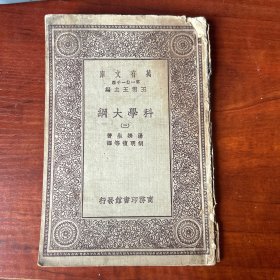 庫文有萬
種千一集一第
編主五雲王
綱大學科
(二)
著生姆湯
譯等復明胡
行發館書印務商